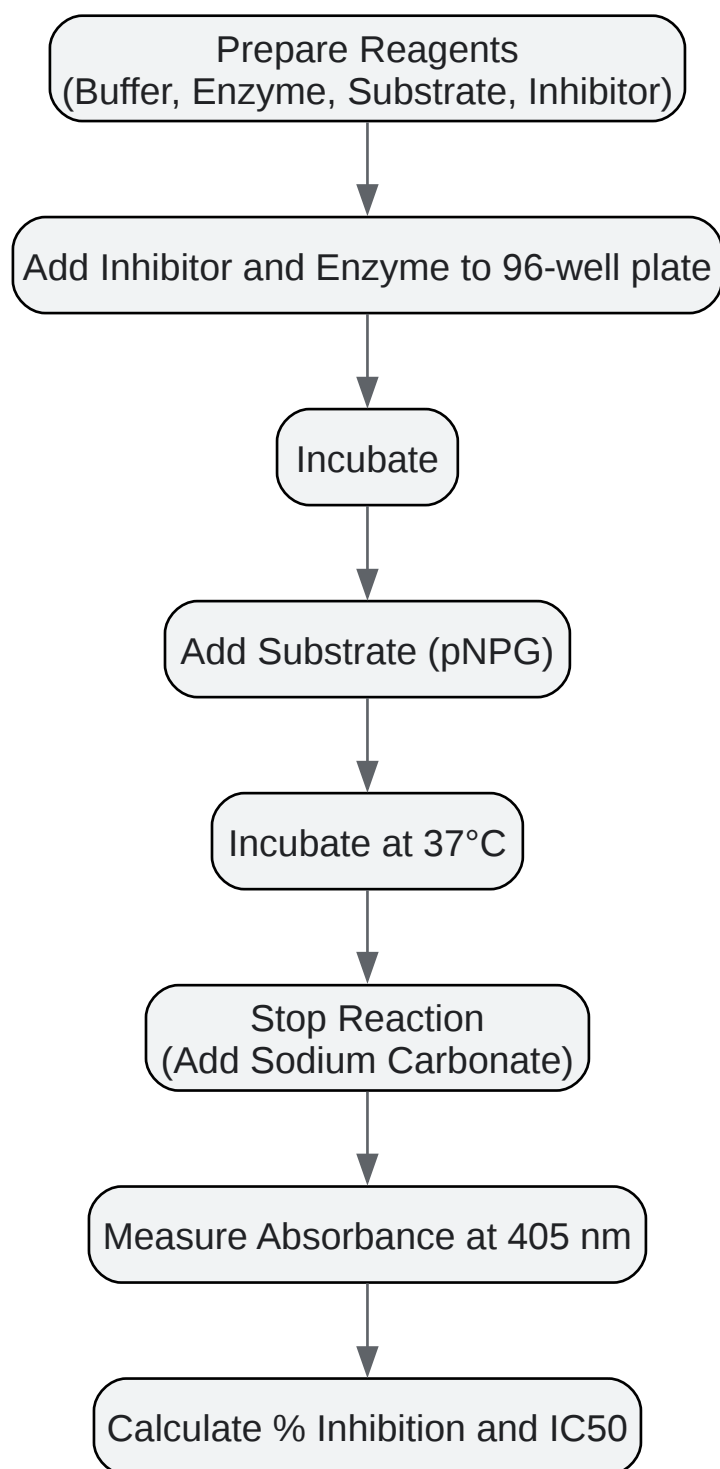 Prepare Reagents
(Buffer, Enzyme, Substrate, Inhibitor)
Add Inhibitor and Enzyme to 96-well plate
Incubate
Add Substrate (pNPG)
Incubate at 37°C
Stop Reaction
(Add Sodium Carbonate)
Measure Absorbance at 405 nm
Calculate % Inhibition and IC50